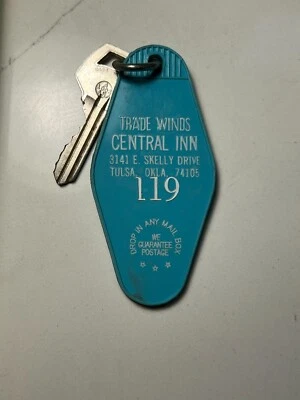 TRADE WINDS
CENTRAL INN
3141 E. SKELLY DRIVE
TULSA, OKLA. 74105
119
DROP IN ANY MAIL BOX
WE
GUARANTEE
POSTAGE